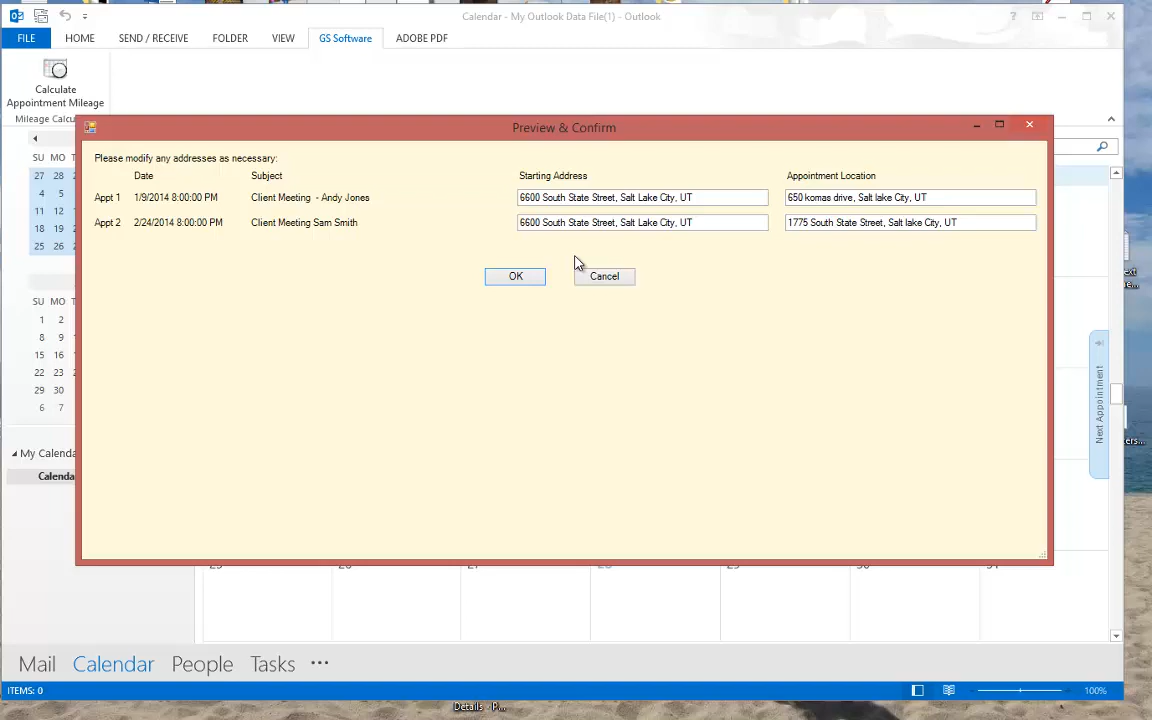 Calendar - My Outlook Data File(1) - Outlook
FILE HOME SEND / RECEIVE FOLDER VIEW GS Software ADOBE PDF
Calculate
Appointment Mileage
Mileage Calcu
Preview & Confirm
Please modify any addresses as necessary:
Date Subject Starting Address Appointment Location
Appt 1 1/9/2014 8:00:00 PM Client Meeting - Andy Jones 6600 South State Street, Salt Lake City, UT 650 komas drive, Salt lake City, UT
Appt 2 2/24/2014 8:00:00 PM Client Meeting Sam Smith 6600 South State Street, Salt Lake City, UT 1775 South State Street, Salt lake City, UT
OK Cancel
SU MO T
27 28
4 5
11 12
18 19
25 26
SU MO T
1 2
8 9
15 16
22 23
29 30
6 7
My Calenda
Calenda
Next Appointment
29 30 31
Mail Calendar People Tasks ···
ITEMS: 0 100%
Details - P...